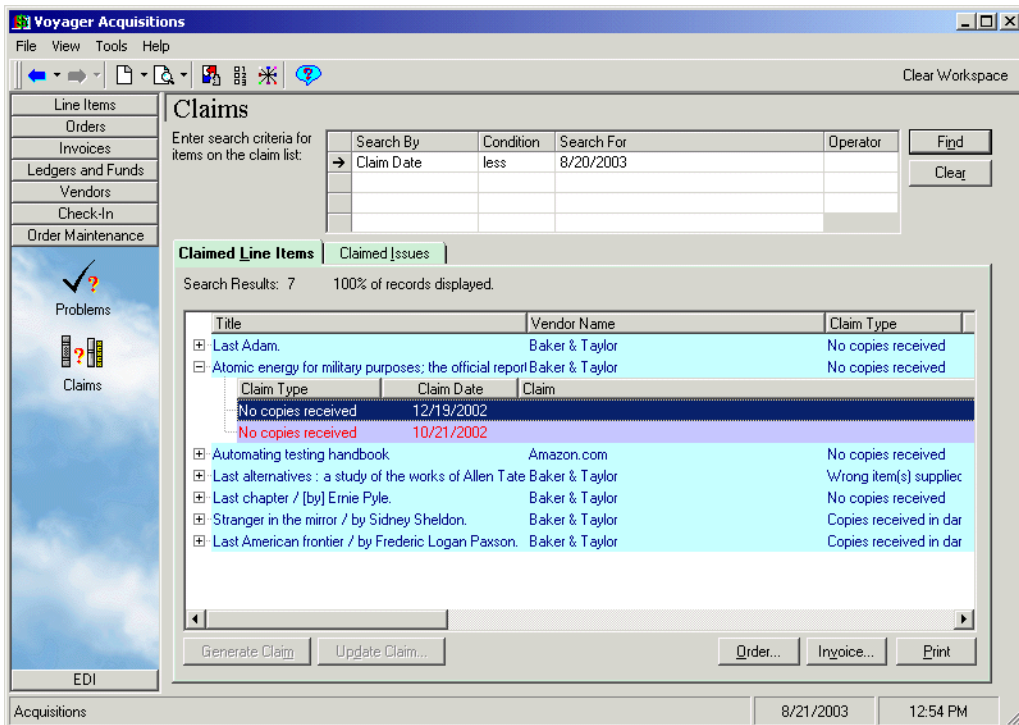 Voyager Acquisitions
File View Tools Help
Clear Workspace
Line Items
Orders
Invoices
Ledgers and Funds
Vendors
Check-In
Order Maintenance
Problems
Claims
EDI
Claims
Enter search criteria for
items on the claim list:
Search By Condition Search For Operator
Claim Date less 8/20/2003
Find
Clear
Claimed Line Items Claimed Issues
Search Results: 7 100% of records displayed.
Title Vendor Name Claim Type
Last Adam. Baker & Taylor No copies received
Atomic energy for military purposes; the official report Baker & Taylor No copies received
Claim Type Claim Date Claim
No copies received 12/19/2002
No copies received 10/21/2002
Automating testing handbook Amazon.com No copies received
Last alternatives : a study of the works of Allen Tate Baker & Taylor Wrong item(s) supplied
Last chapter / [by] Ernie Pyle. Baker & Taylor No copies received
Stranger in the mirror / by Sidney Sheldon. Baker & Taylor Copies received in dar
Last American frontier / by Frederic Logan Paxson. Baker & Taylor Copies received in dar
Generate Claim Update Claim... Order... Invoice... Print
Acquisitions 8/21/2003 12:54 PM